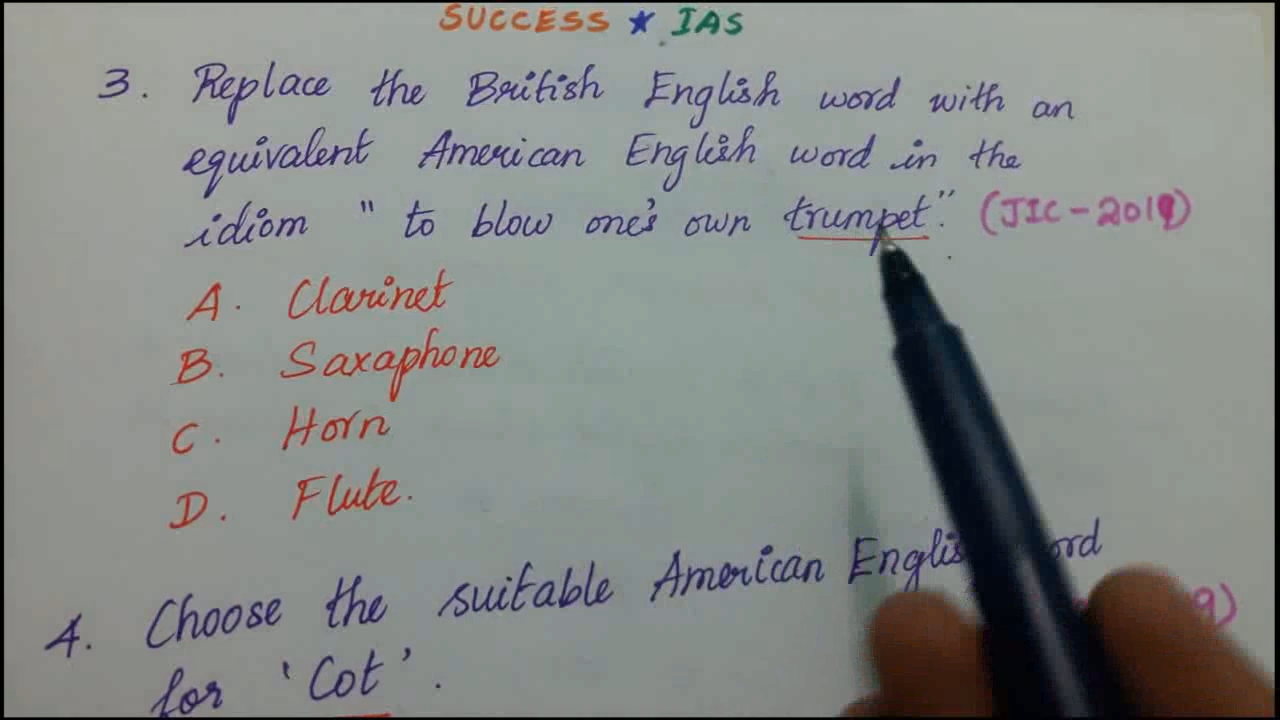 SUCCESS ★ IAS
3. Replace the British English word with an
equivalent American English word in the
idiom " to blow one's own trumpet". (JIC-2019)
A. Clarinet
B. Saxaphone
C. Horn
D. Flute.
4. Choose the suitable American English
for 'Cot'.